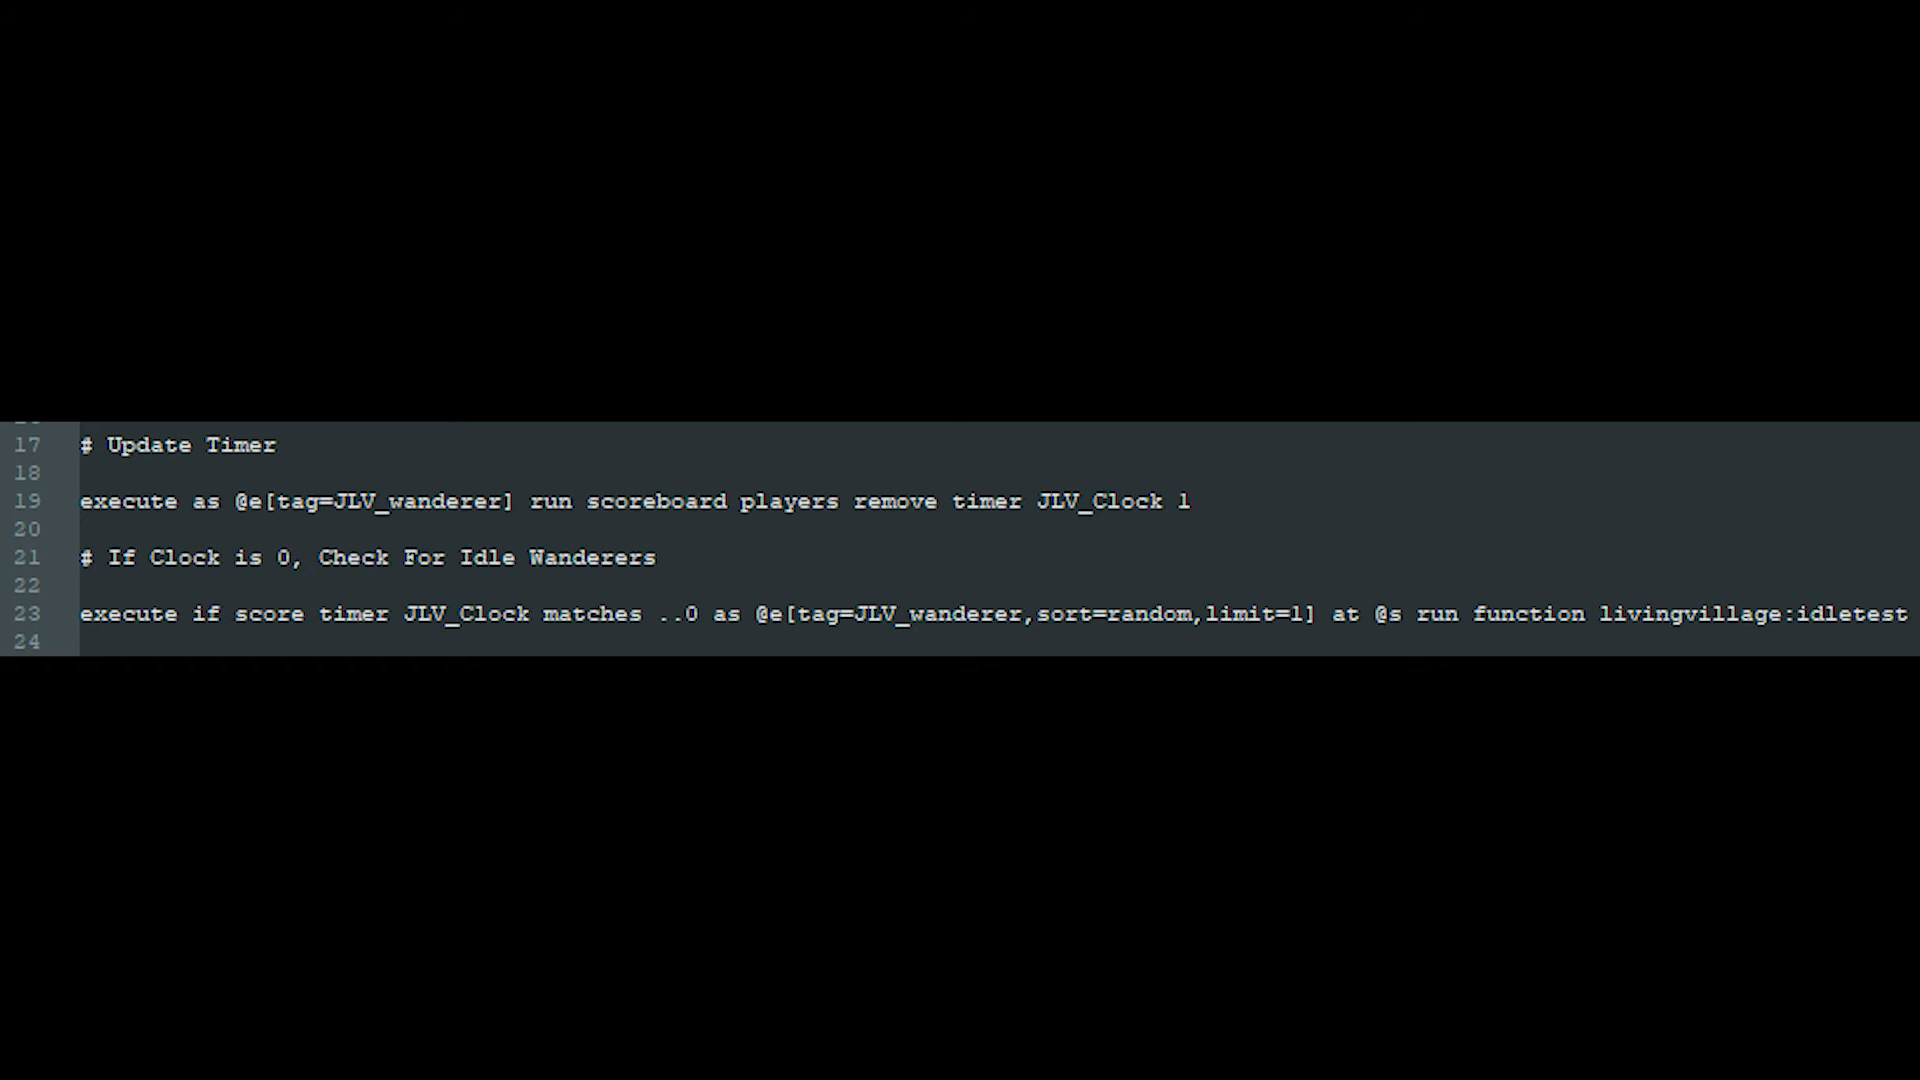 17 # Update Timer
18
19 execute as @e[tag=JLV_wanderer] run scoreboard players remove timer JLV_Clock 1
20
21 # If Clock is 0, Check For Idle Wanderers
22
23 execute if score timer JLV_Clock matches ..0 as @e[tag=JLV_wanderer,sort=random,limit=1] at @s run function livingvillage:idletest
24